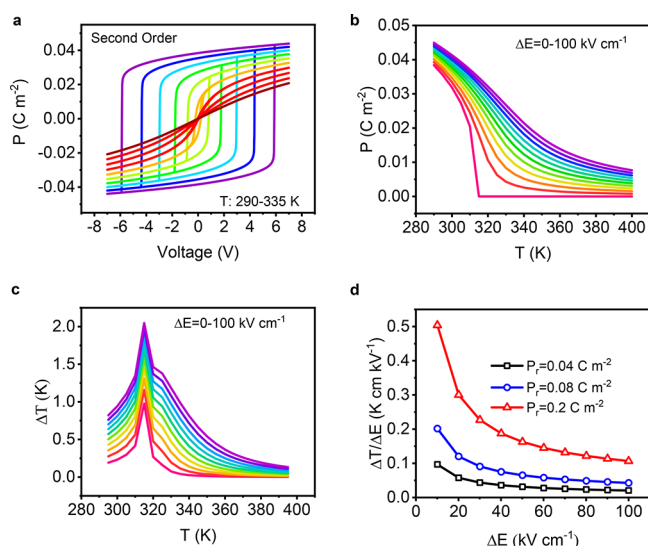 a
Second Order
P (C m⁻²)
0.04
0.02
0.00
-0.02
-0.04
T: 290-335 K
-8 -6 -4 -2 0 2 4 6 8
Voltage (V)
b
ΔE=0-100 kV cm⁻¹
P (C m⁻²)
0.05
0.04
0.03
0.02
0.01
0.00
280 300 320 340 360 380 400
T (K)
c
ΔE=0-100 kV cm⁻¹
ΔT (K)
2.0
1.5
1.0
0.5
0.0
280 300 320 340 360 380 400
T (K)
d
ΔT/ΔE (K cm kV⁻¹)
0.5
0.4
0.3
0.2
0.1
0.0
Pᵣ=0.04 C m⁻²
Pᵣ=0.08 C m⁻²
Pᵣ=0.2 C m⁻²
0 20 40 60 80 100
ΔE (kV cm⁻¹)